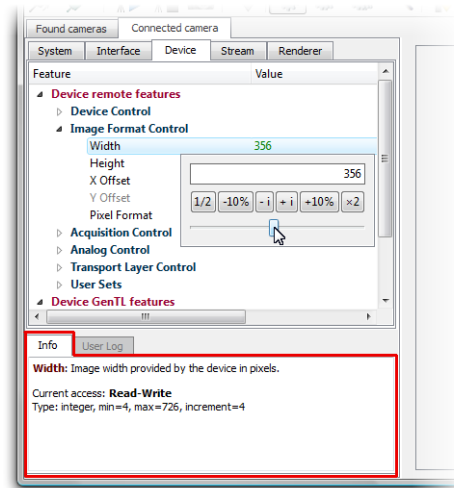 Found cameras Connected camera
System Interface Device Stream Renderer
Feature Value
Device remote features
Device Control
Image Format Control
Width 356
Height
356
X Offset
Y Offset
1/2 -10% - i + i +10% ×2
Pixel Format
Acquisition Control
Analog Control
Transport Layer Control
User Sets
Device GenTL features
Info User Log
Width: Image width provided by the device in pixels.
Current access: Read-Write
Type: integer, min=4, max=726, increment=4